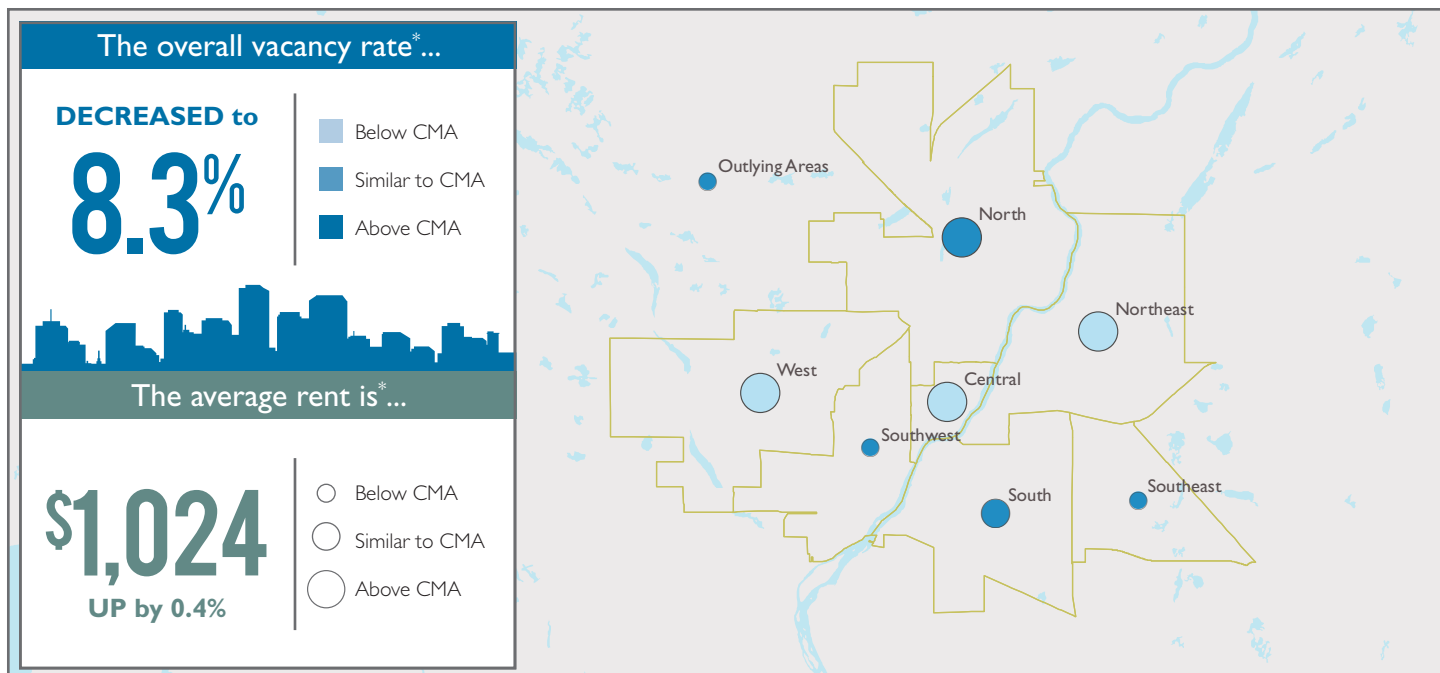 The overall vacancy rate*...
DECREASED to
8.3%
Below CMA
Similar to CMA
Above CMA
The average rent is*...
$1,024
UP by 0.4%
Below CMA
Similar to CMA
Above CMA
Outlying Areas
North
Northeast
West
Central
Southwest
South
Southeast